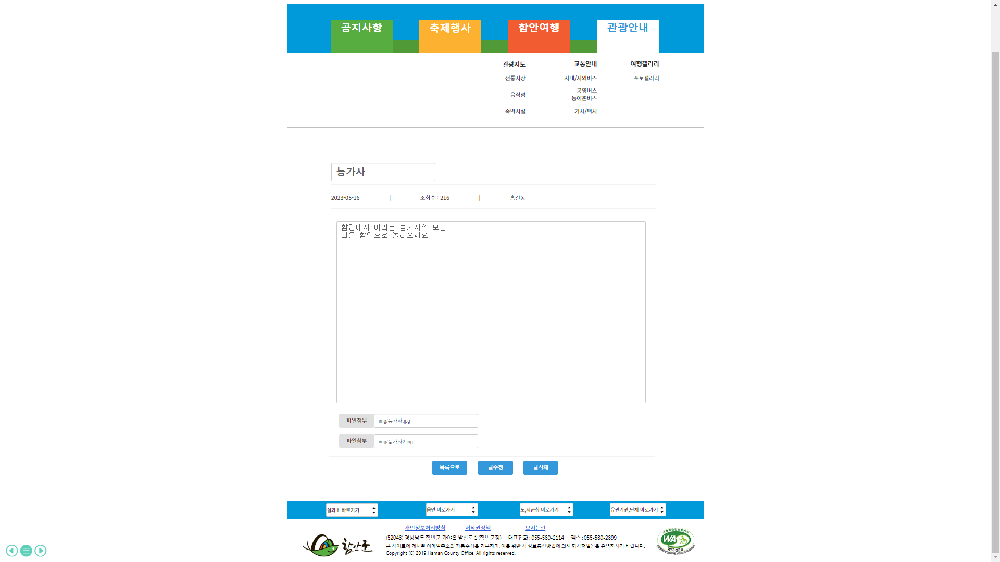 공지사항
축제행사
함안여행
관광안내
관광지도
교통안내
여행갤러리
전통시장
시내/시외버스
포토갤러리
음식점
공영버스
농어촌버스
숙박시설
기차/택시
능가사
2023-05-16 | 조회수 : 216 | 홍길동
함안에서 바라본 능가사의 모습
다들 함안으로 놀러오세요
파일첨부 img/능가사.jpg
파일첨부 img/능가사2.jpg
목록으로
글수정
글삭제
실과소 바로가기
읍면 바로가기
도,시군청 바로가기
유관기관,단체 바로가기
개인정보처리방침
저작권정책
오시는길
(52043) 경상남도 함안군 가야읍 말산로 1 (함안군청) 대표전화 : 055-580-2114 팩스 : 055-580-2899
본 사이트에 게시된 이메일주소의 자동수집을 거부하며, 이를 위반 시 정보통신망법에 의해 형사처벌됨을 유념하시기 바랍니다.
Copyright (C) 2019 Haman County Office. All rights reserved.
함안군
WA
WEB 접근성